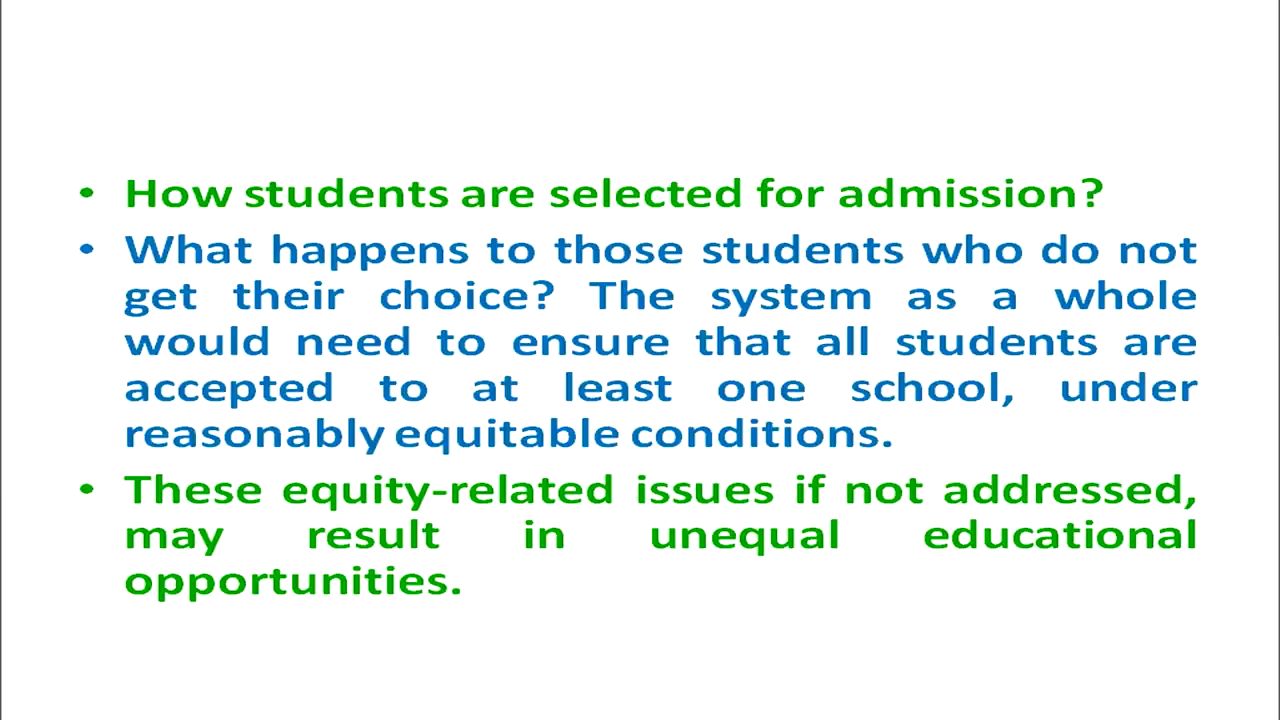 • How students are selected for admission?
• What happens to those students who do not
get their choice? The system as a whole
would need to ensure that all students are
accepted to at least one school, under
reasonably equitable conditions.
• These equity-related issues if not addressed,
may result in unequal educational
opportunities.